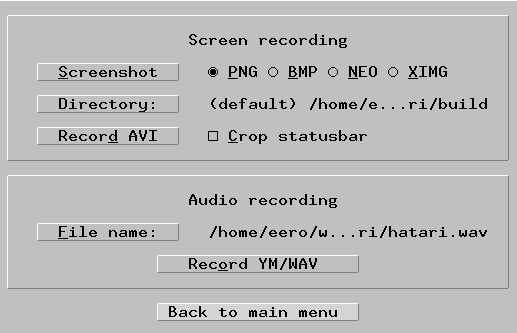 Screen recording
Screenshot PNG BMP NEO XIMG
Directory: (default) /home/e...ri/build
Record AVI Crop statusbar
Audio recording
File name: /home/eero/w...ri/hatari.wav
Record YM/WAV
Back to main menu